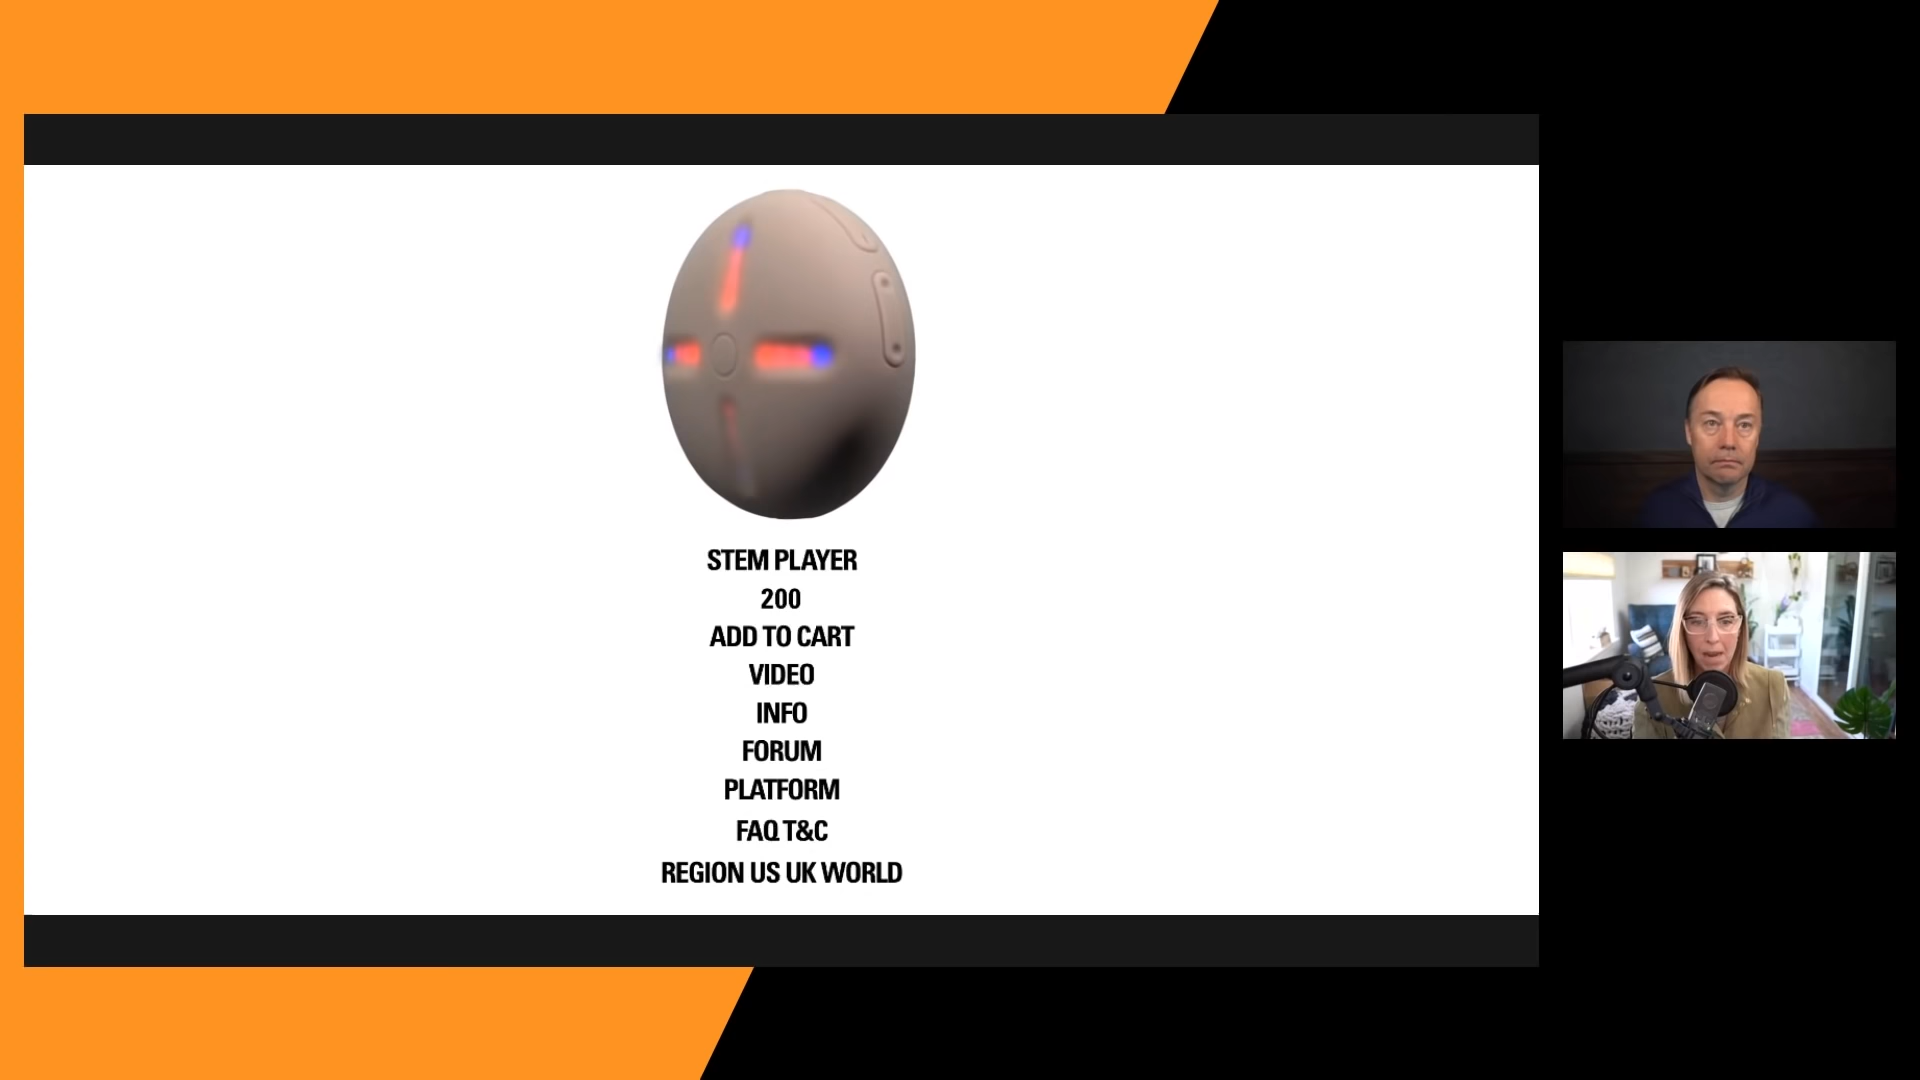 STEM PLAYER
200
ADD TO CART
VIDEO
INFO
FORUM
PLATFORM
FAQ T&C
REGION US UK WORLD